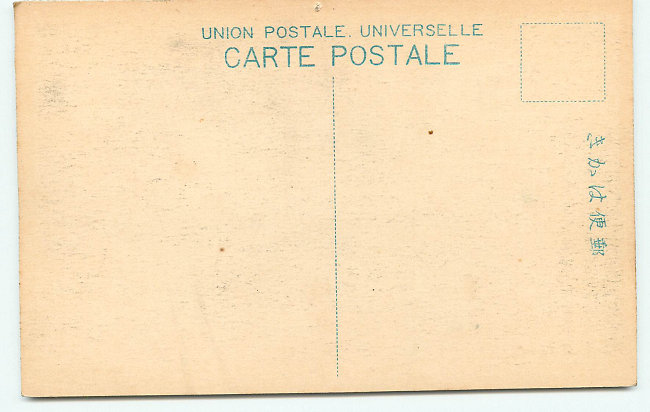 UNION POSTALE. UNIVERSELLE
CARTE POSTALE
郵便はかき